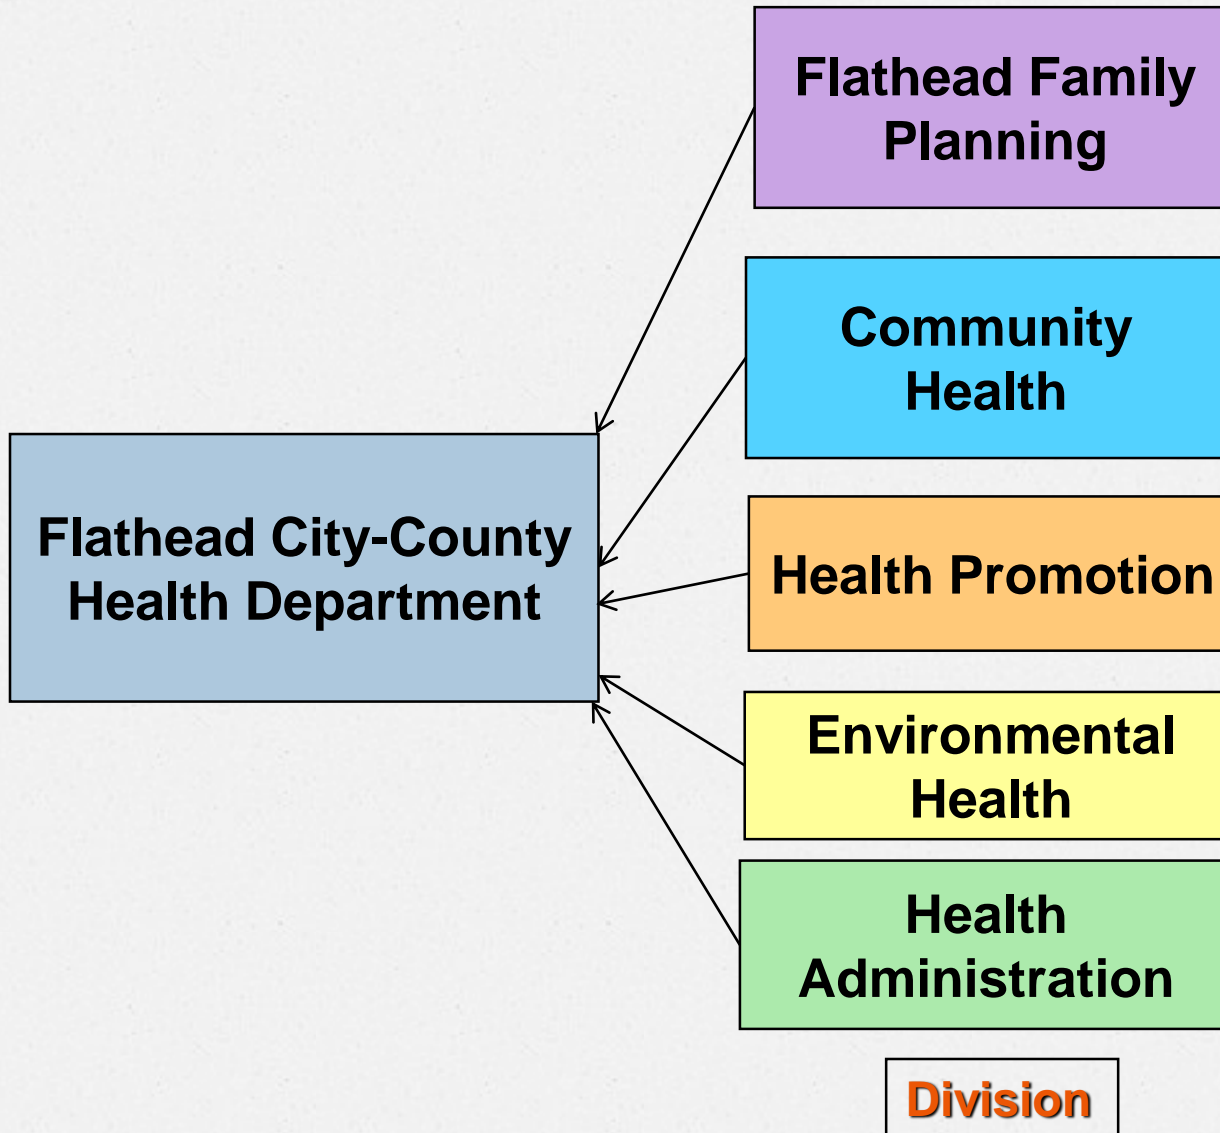 Flathead Family
Planning
Community
Health
Flathead City-County
Health Department
Health Promotion
Environmental
Health
Health
Administration
Division